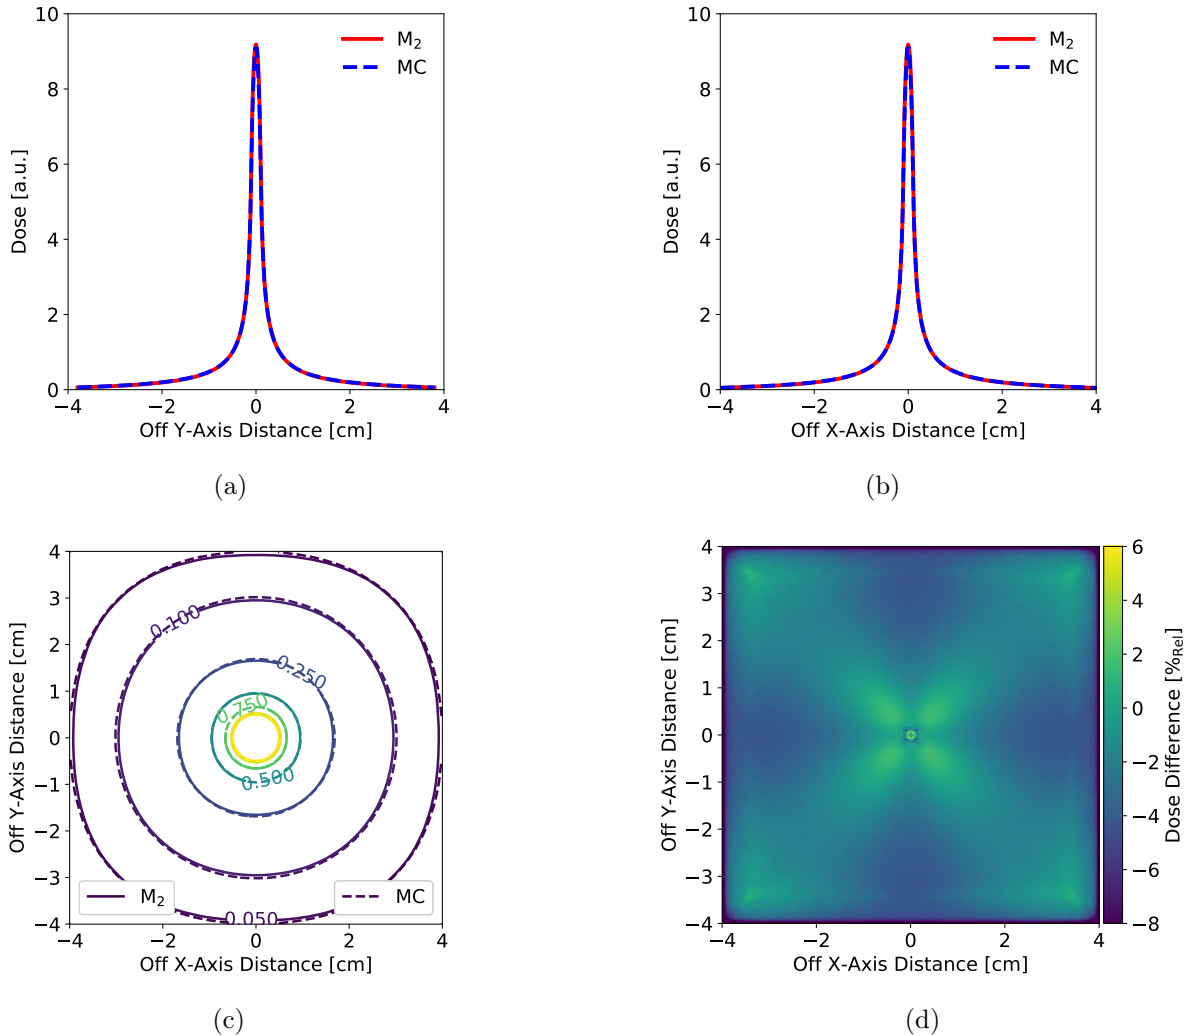 10
8
6
4
2
0
Dose [a.u.]
M2
MC
−4 −2 0 2 4
Off Y-Axis Distance [cm]
(a)
10
8
6
4
2
0
Dose [a.u.]
M2
MC
−4 −2 0 2 4
Off X-Axis Distance [cm]
(b)
4
3
2
1
0
−1
−2
−3
−4
Off Y-Axis Distance [cm]
0.100
0.250
0.750
0.500
0.050
M2
MC
−4 −2 0 2 4
Off X-Axis Distance [cm]
(c)
4
3
2
1
0
−1
−2
−3
−4
Off Y-Axis Distance [cm]
−4 −2 0 2 4
Off X-Axis Distance [cm]
6
4
2
0
−2
−4
−6
−8
Dose Difference [%Rel.]
(d)